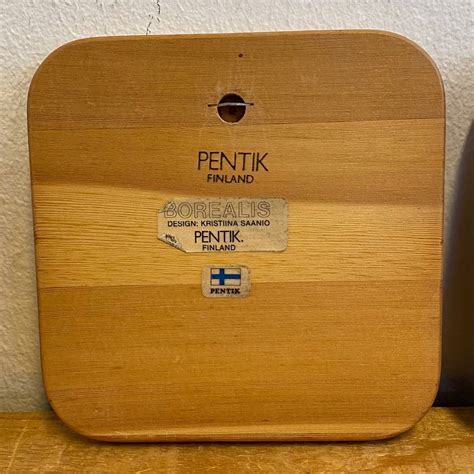 PENTIK
FINLAND
BOREALIS
DESIGN: KRISTIINA SAANIO
PENTIK.
FINLAND
PENTIK